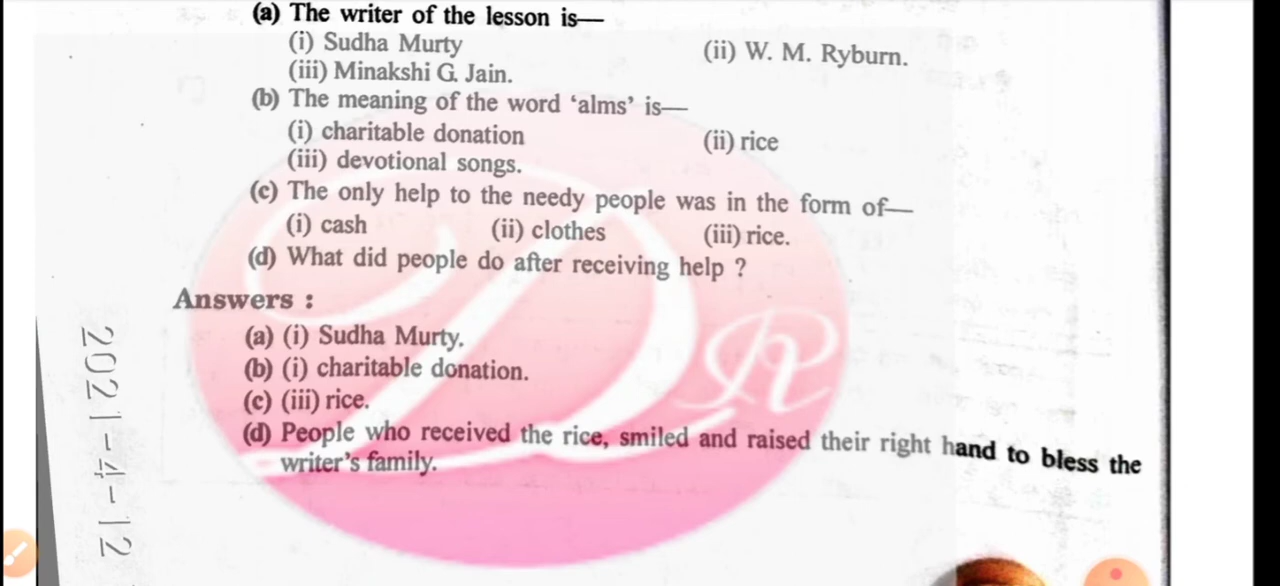 (a) The writer of the lesson is—
(i) Sudha Murty (ii) W. M. Ryburn.
(iii) Minakshi G. Jain.
(b) The meaning of the word ‘alms’ is—
(i) charitable donation (ii) rice
(iii) devotional songs.
(c) The only help to the needy people was in the form of—
(i) cash (ii) clothes (iii) rice.
(d) What did people do after receiving help ?
Answers :
(a) (i) Sudha Murty.
(b) (i) charitable donation.
(c) (iii) rice.
(d) People who received the rice, smiled and raised their right hand to bless the
writer’s family.
DR
2021-4-12